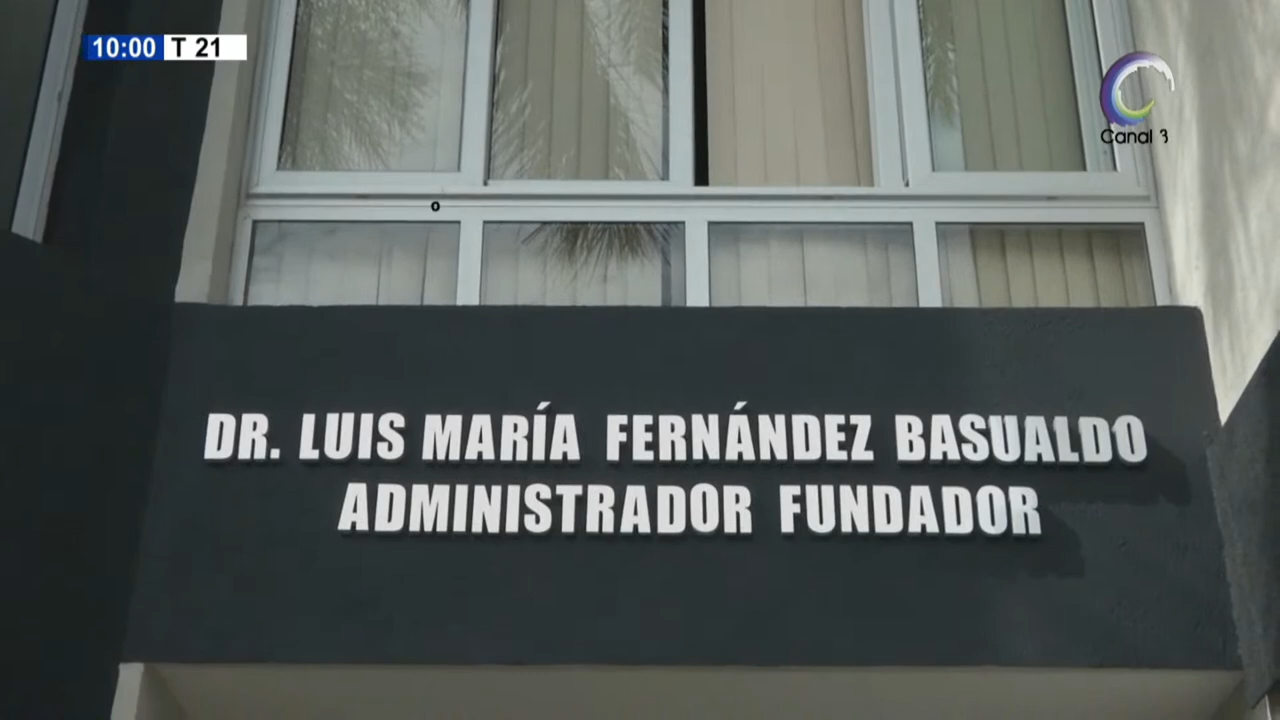 10:00 T 21
Canal 3
DR. LUIS MARÍA FERNÁNDEZ BASUALDO
ADMINISTRADOR FUNDADOR